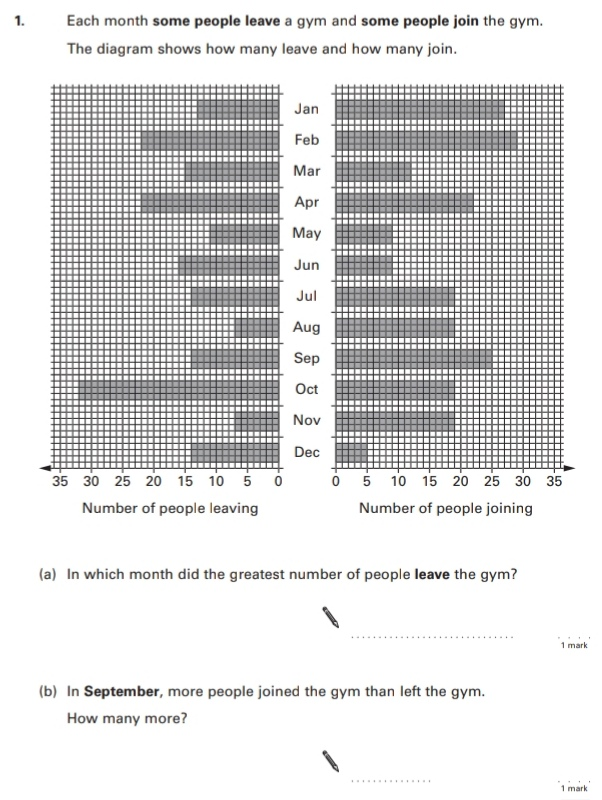 1. Each month some people leave a gym and some people join the gym.
The diagram shows how many leave and how many join.
Jan
Feb
Mar
Apr
May
Jun
Jul
Aug
Sep
Oct
Nov
Dec
35 30 25 20 15 10 5 0 0 5 10 15 20 25 30 35
Number of people leaving Number of people joining
(a) In which month did the greatest number of people leave the gym?
1 mark
(b) In September, more people joined the gym than left the gym.
How many more?
1 mark